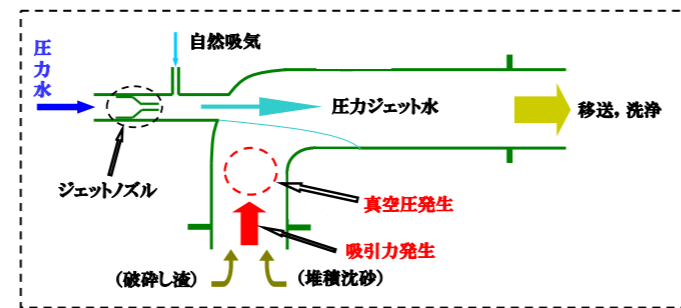 自然吸気
圧力水
圧力ジェット水
移送，洗浄
ジェットノズル
真空圧発生
吸引力発生
（破砕し渣）
（堆積沈砂）